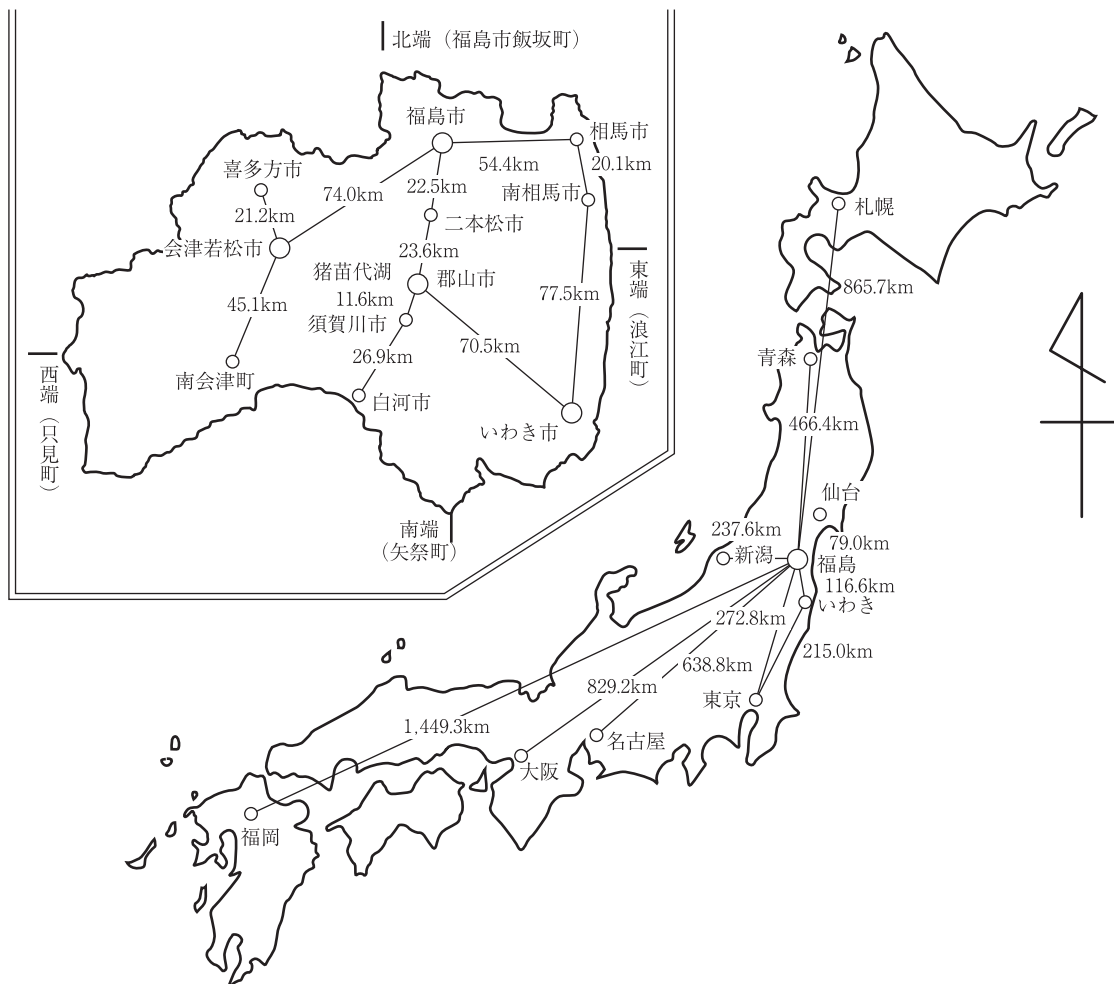 北端（福島市飯坂町）
福島市
相馬市
54.4km
20.1km
喜多方市
74.0km
22.5km
南相馬市
21.2km
二本松市
会津若松市
23.6km
猪苗代湖
郡山市
東端（浪江町）
11.6km
77.5km
45.1km
須賀川市
70.5km
26.9km
西端（只見町）
南会津町
白河市
いわき市
南端
（矢祭町）
札幌
865.7km
青森
466.4km
仙台
237.6km
79.0km
新潟
福島
116.6km
いわき
272.8km
215.0km
638.8km
829.2km
東京
1,449.3km
名古屋
大阪
福岡